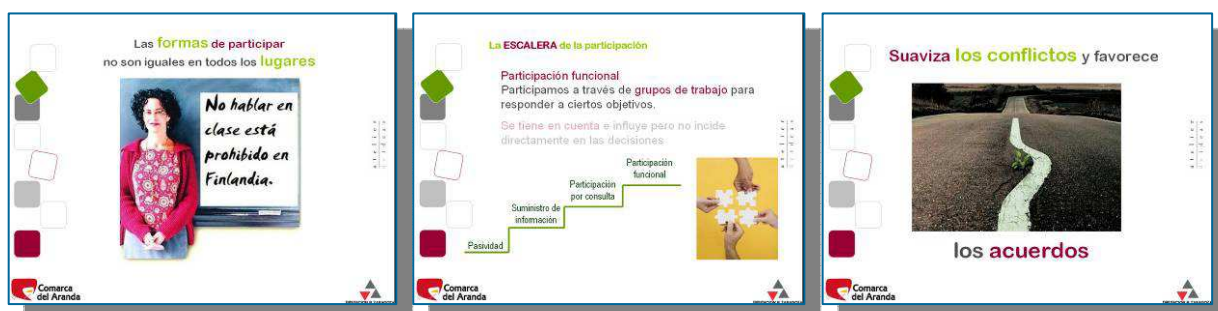 Las formas de participar
no son iguales en todos los lugares
No hablar en
clase está
prohibido en
Finlandia.
Comarca
del Aranda
La ESCALERA de la participación
Participación funcional
Participamos a través de grupos de trabajo para
responder a ciertos objetivos.
Se tiene en cuenta e influye pero no incide
directamente en las decisiones
Participación
funcional
Participación
por consulta
Suministro de
información
Pasividad
Comarca
del Aranda
Suaviza los conflictos y favorece
los acuerdos
Comarca
del Aranda